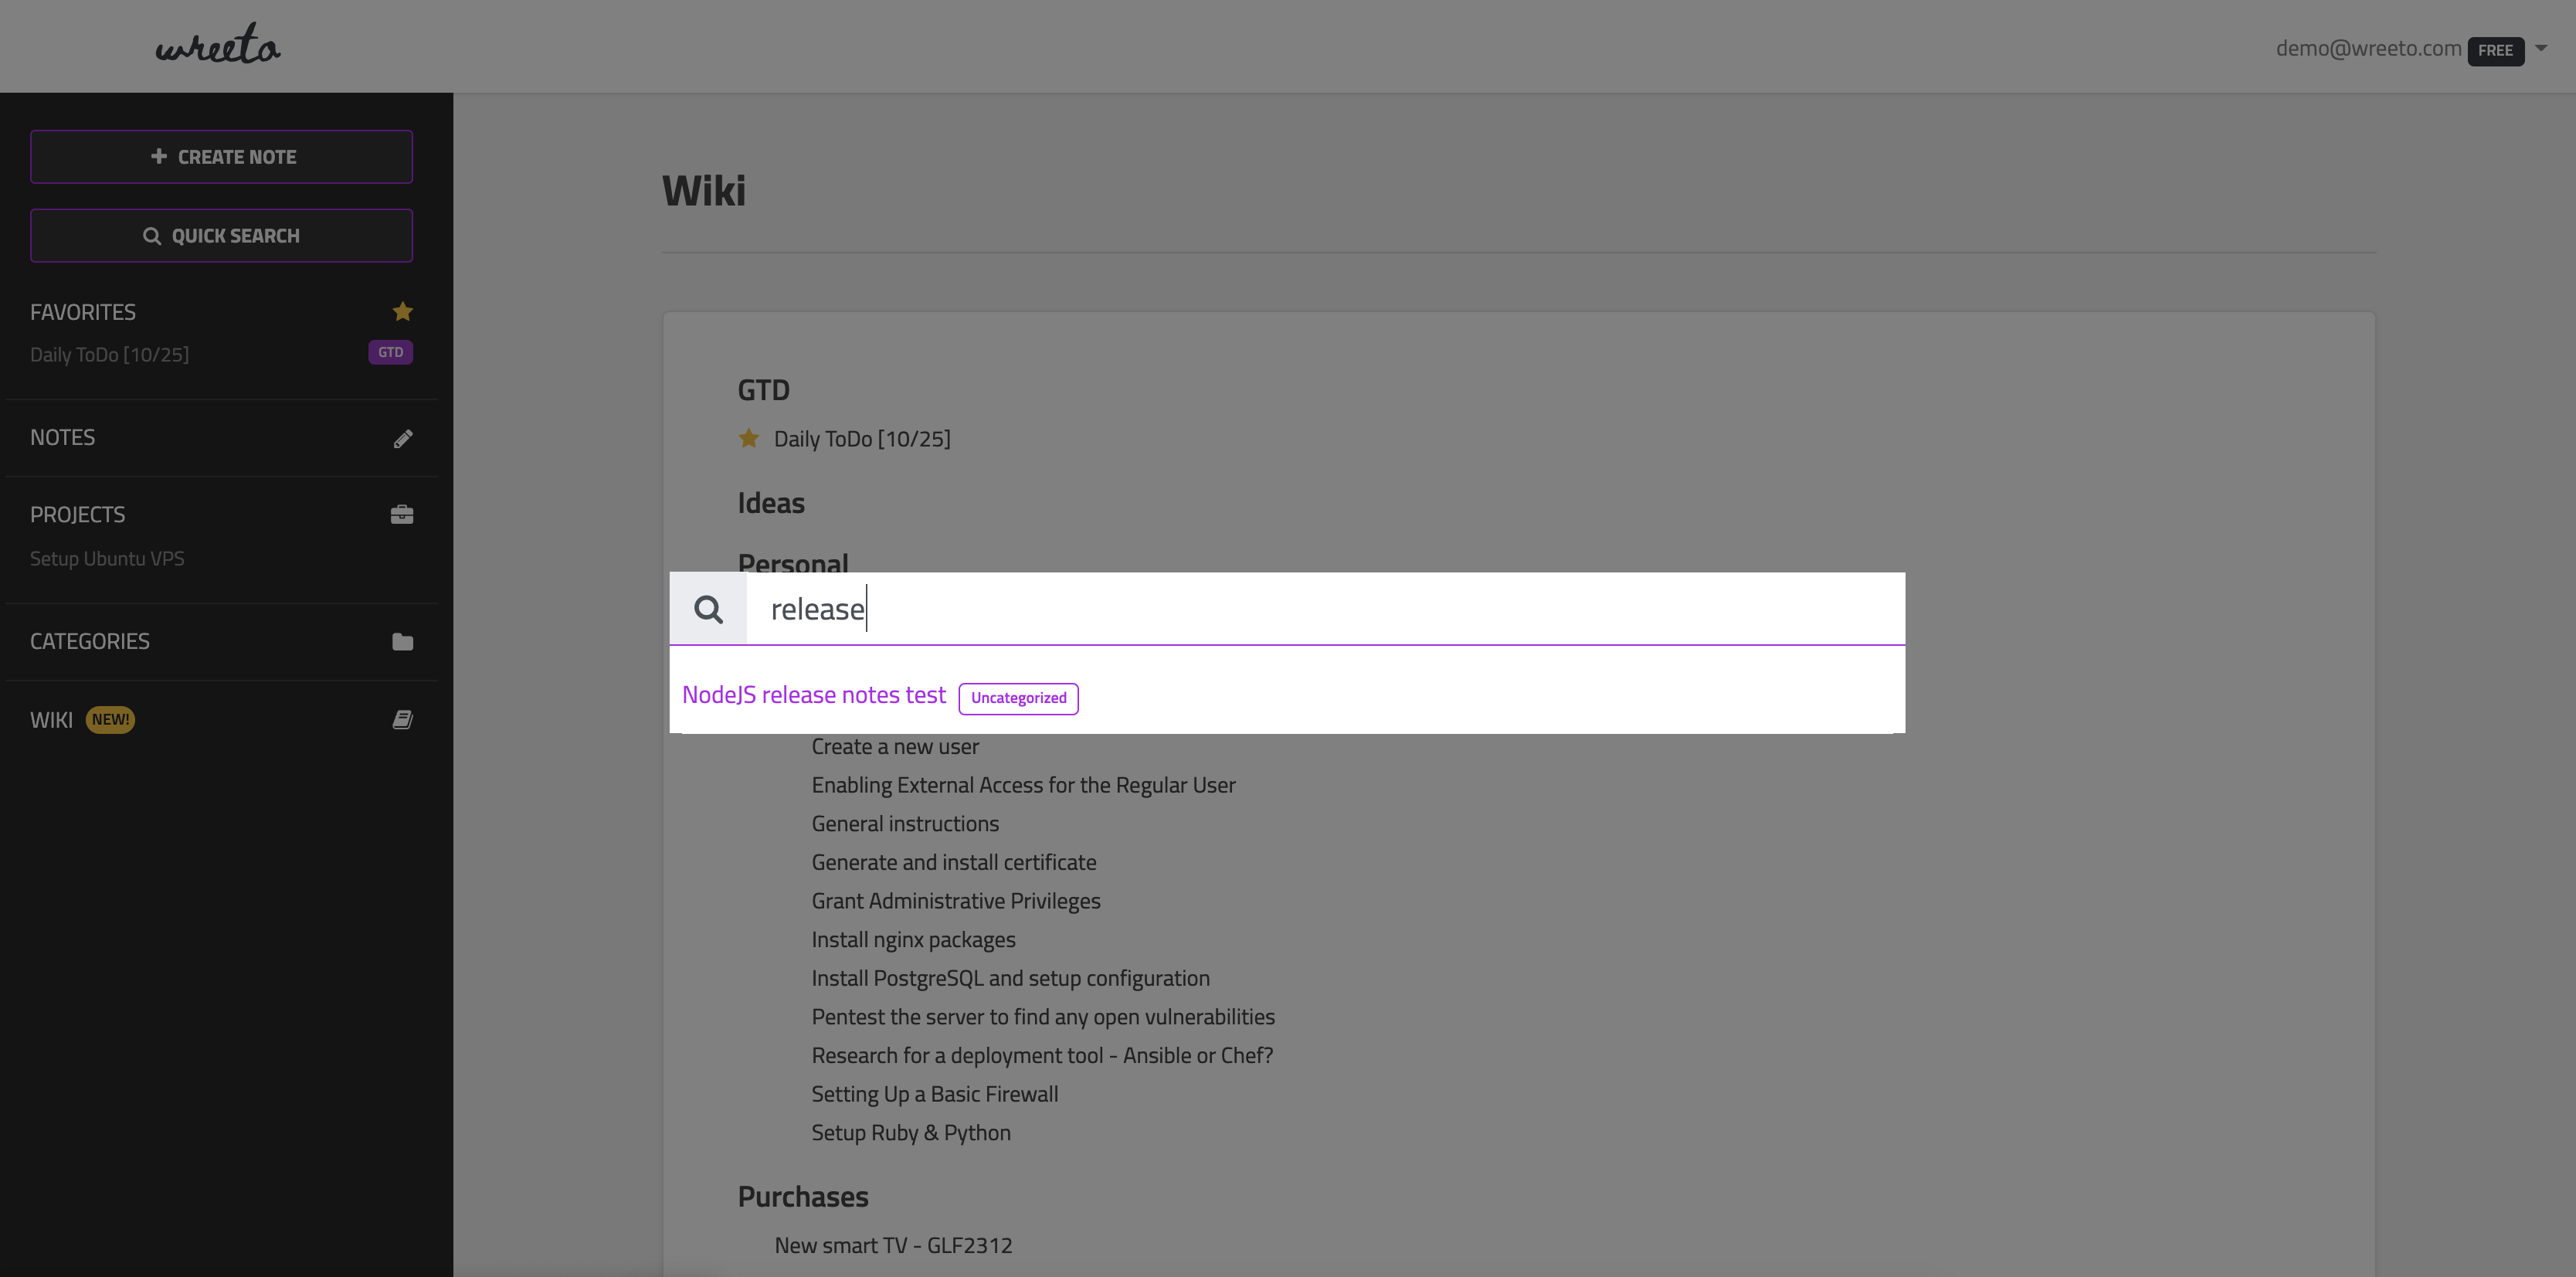 wreeto
demo@wreeto.com FREE
CREATE NOTE
QUICK SEARCH
FAVORITES
Daily ToDo [10/25] GTD
NOTES
PROJECTS
Setup Ubuntu VPS
CATEGORIES
WIKI NEW!
Wiki
GTD
Daily ToDo [10/25]
Ideas
Personal
release
NodeJS release notes test Uncategorized
Create a new user
Enabling External Access for the Regular User
General instructions
Generate and install certificate
Grant Administrative Privileges
Install nginx packages
Install PostgreSQL and setup configuration
Pentest the server to find any open vulnerabilities
Research for a deployment tool - Ansible or Chef?
Setting Up a Basic Firewall
Setup Ruby & Python
Purchases
New smart TV - GLF2312